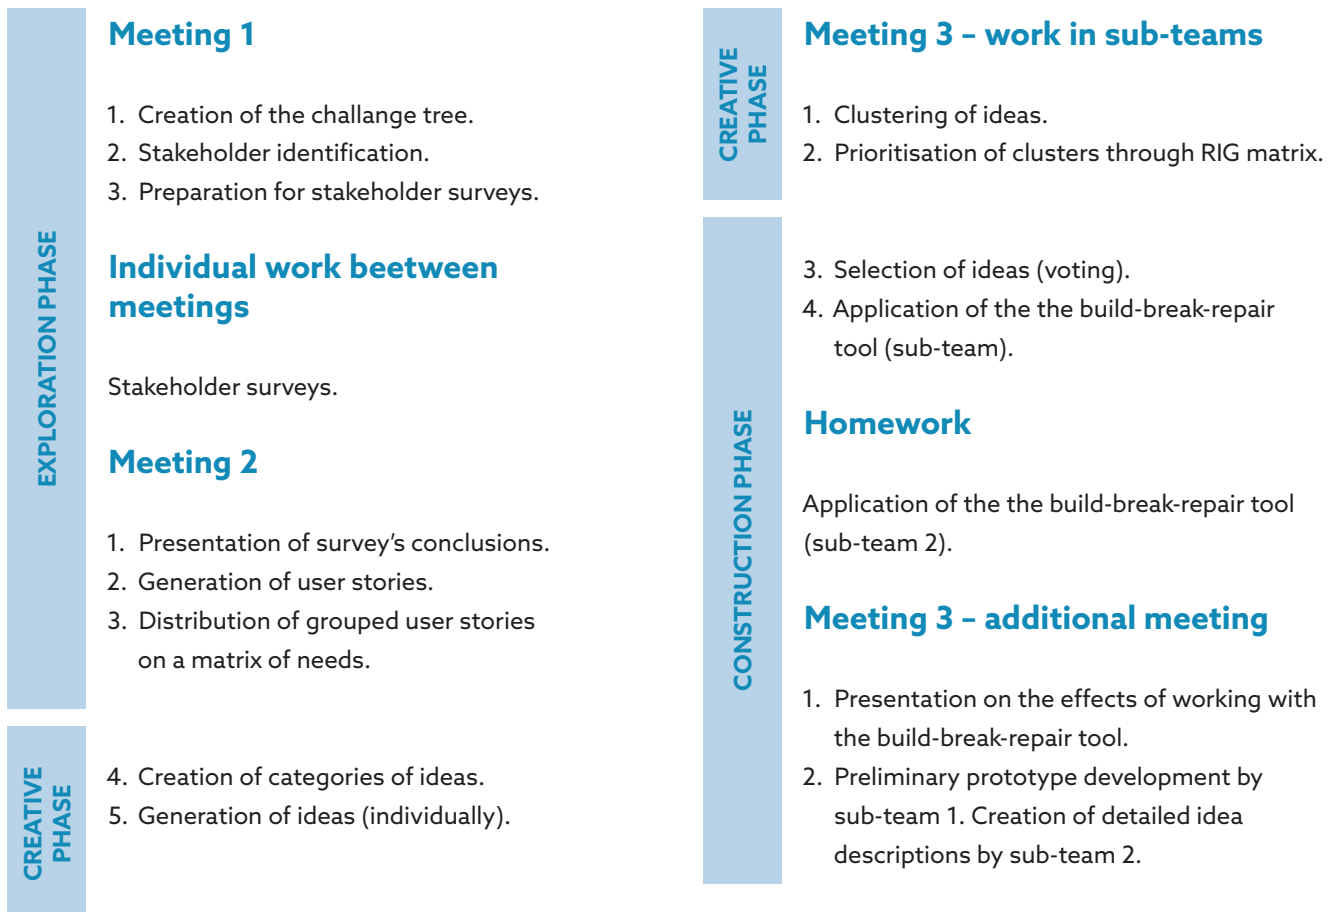 EXPLORATION PHASE
Meeting 1
1. Creation of the challange tree.
2. Stakeholder identification.
3. Preparation for stakeholder surveys.
Individual work beetween
meetings
Stakeholder surveys.
Meeting 2
1. Presentation of survey's conclusions.
2. Generation of user stories.
3. Distribution of grouped user stories
on a matrix of needs.
CREATIVE
PHASE
4. Creation of categories of ideas.
5. Generation of ideas (individually).
CREATIVE
PHASE
Meeting 3 – work in sub-teams
1. Clustering of ideas.
2. Prioritisation of clusters through RIG matrix.
CONSTRUCTION PHASE
3. Selection of ideas (voting).
4. Application of the the build-break-repair
tool (sub-team).
Homework
Application of the the build-break-repair tool
(sub-team 2).
Meeting 3 – additional meeting
1. Presentation on the effects of working with
the build-break-repair tool.
2. Preliminary prototype development by
sub-team 1. Creation of detailed idea
descriptions by sub-team 2.